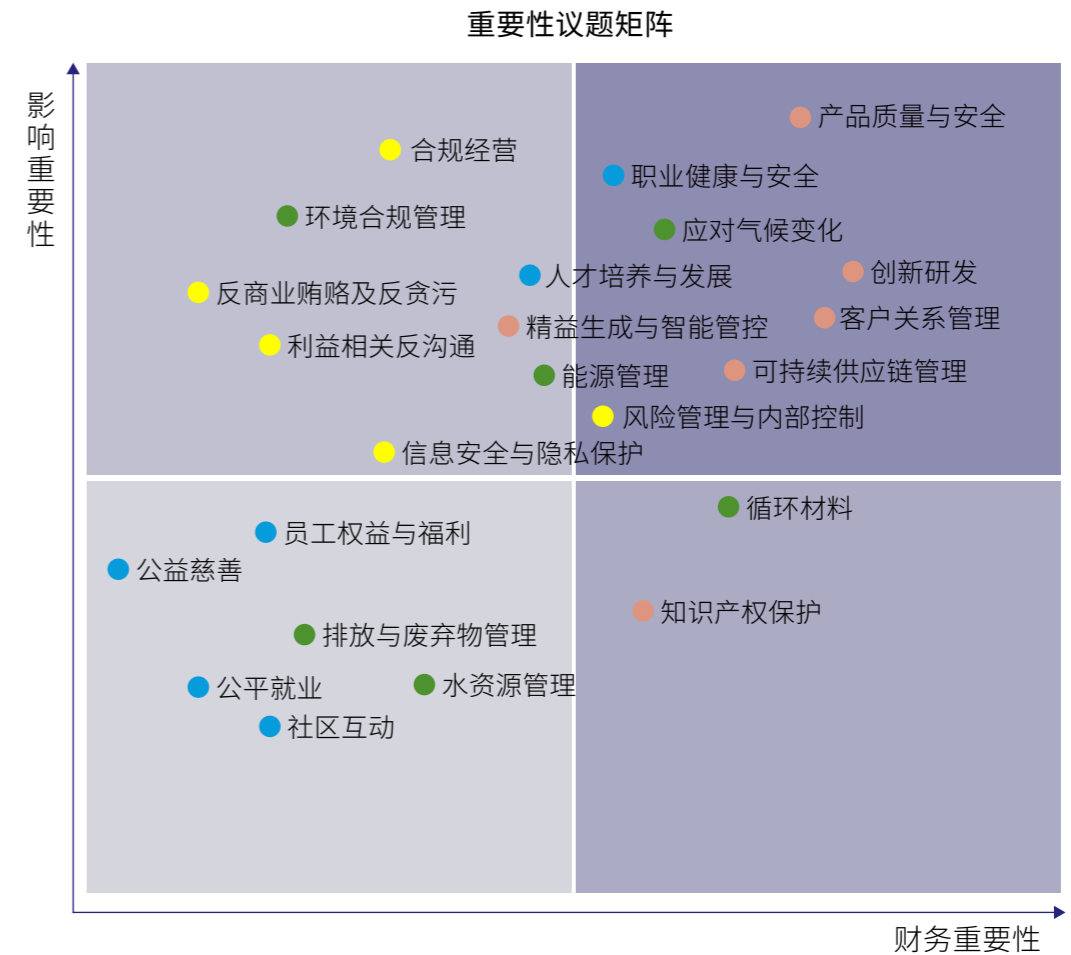 重要性议题矩阵
影响重要性
产品质量与安全
合规经营
职业健康与安全
环境合规管理
应对气候变化
人才培养与发展
创新研发
反商业贿赂及反贪污
客户关系管理
精益生成与智能管控
利益相关反沟通
可持续供应链管理
能源管理
风险管理与内部控制
信息安全与隐私保护
循环材料
员工权益与福利
公益慈善
知识产权保护
排放与废弃物管理
水资源管理
公平就业
社区互动
财务重要性